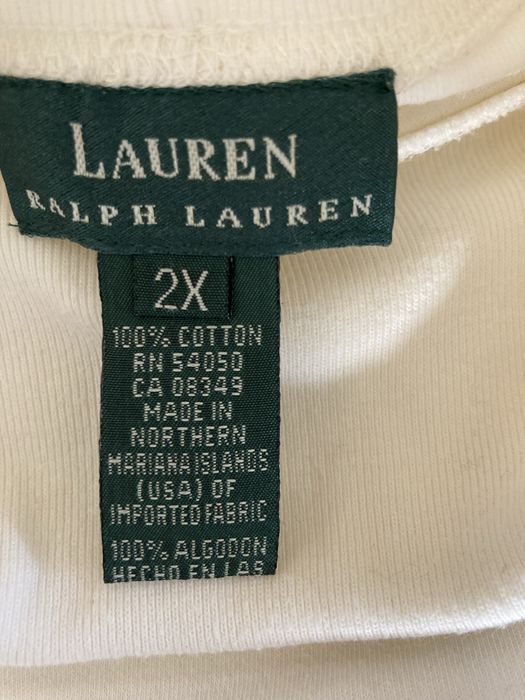 LAUREN
RALPH LAUREN
2X
100% COTTON
RN 54050
CA 08349
MADE IN
NORTHERN
MARIANA ISLANDS
(USA) OF
IMPORTED FABRIC
100% ALGODON
HECHO EN LAS